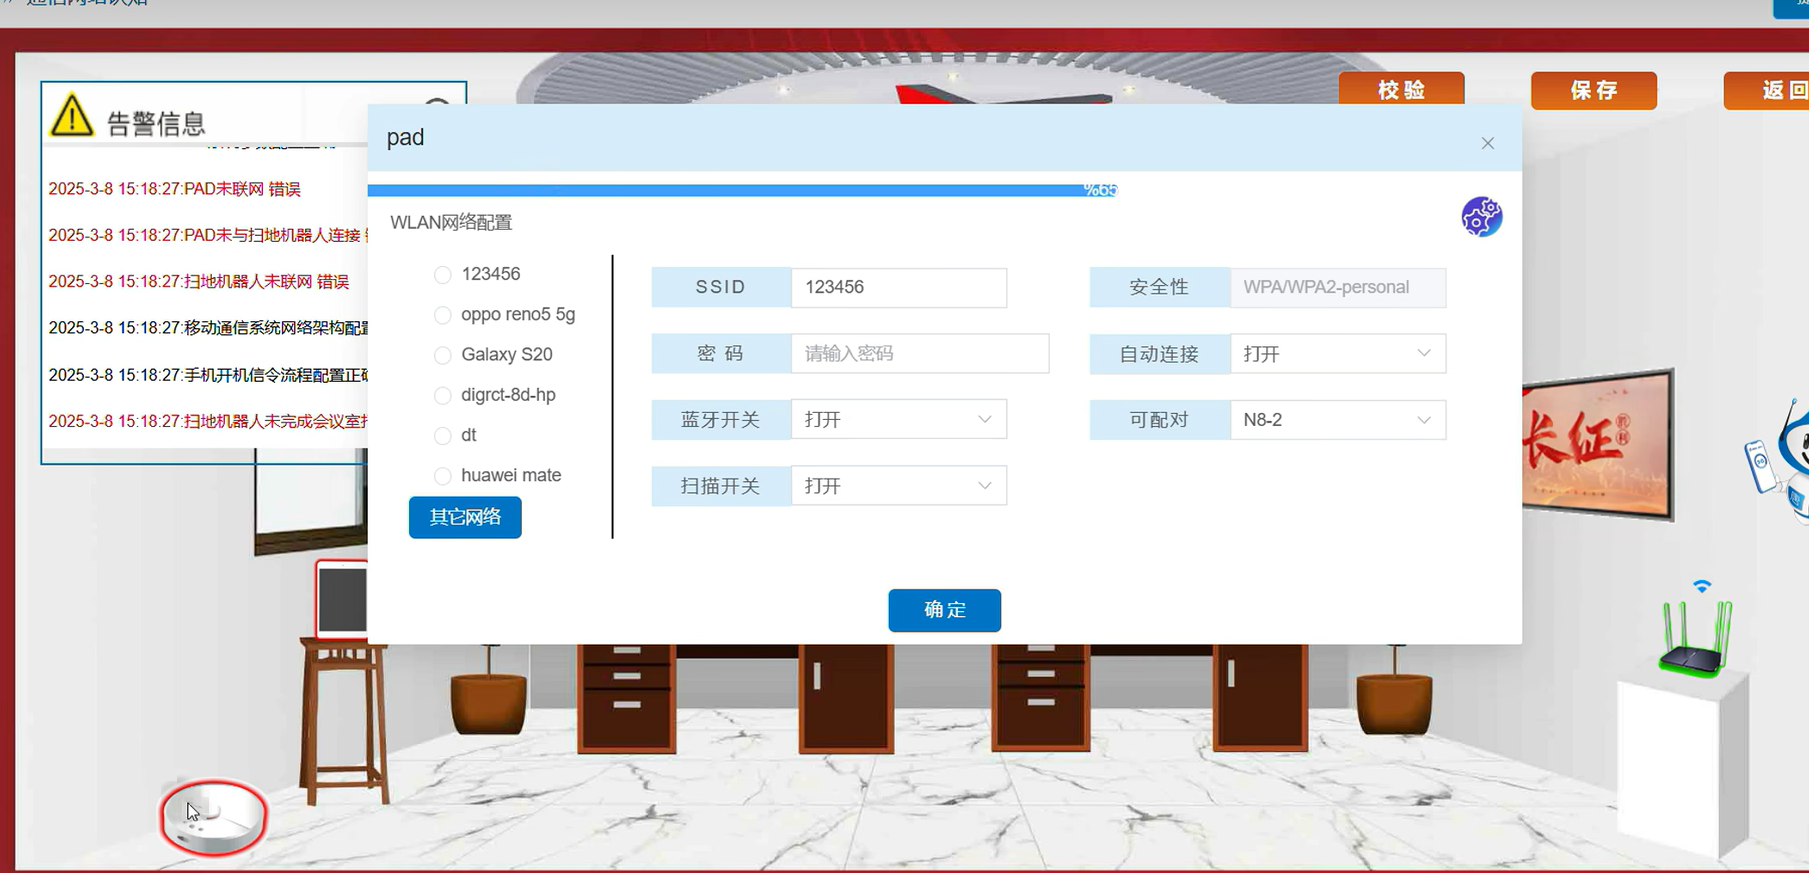 告警信息
2025-3-8 15:18:27:PAD未联网 错误
2025-3-8 15:18:27:PAD未与扫地机器人连接
2025-3-8 15:18:27:扫地机器人未联网 错误
2025-3-8 15:18:27:移动通信系统网络架构配
2025-3-8 15:18:27:手机开机信令流程配置正
2025-3-8 15:18:27:扫地机器人未完成会议室
校验
保存
返回
pad
%65
WLAN网络配置
123456
oppo reno5 5g
Galaxy S20
digrct-8d-hp
dt
huawei mate
其它网络
SSID 123456
安全性 WPA/WPA2-personal
密码 请输入密码
自动连接 打开
蓝牙开关 打开
可配对 N8-2
扫描开关 打开
确定
长征
胜利